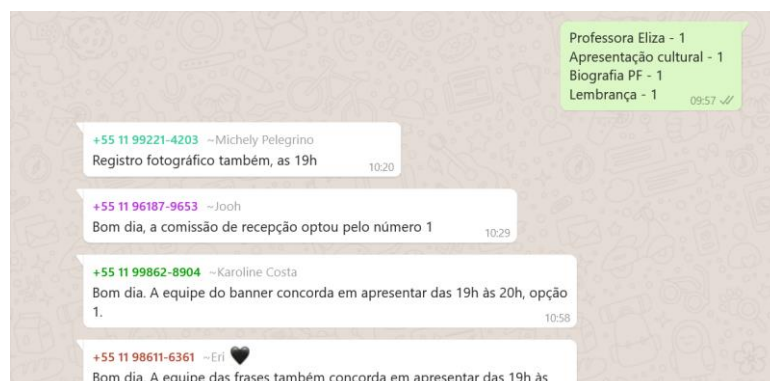 Professora Eliza - 1
Apresentação cultural - 1
Biografia PF - 1
Lembrança - 1
09:57
+55 11 99221-4203 ~Michely Pelegrino
Registro fotográfico também, as 19h
10:20
+55 11 96187-9653 ~Jooh
Bom dia, a comissão de recepção optou pelo número 1
10:29
+55 11 99862-8904 ~Karoline Costa
Bom dia. A equipe do banner concorda em apresentar das 19h às 20h, opção
1.
10:58
+55 11 98611-6361 ~Eri 🖤
Bom dia. A equipe das frases também concorda em apresentar das 19h às